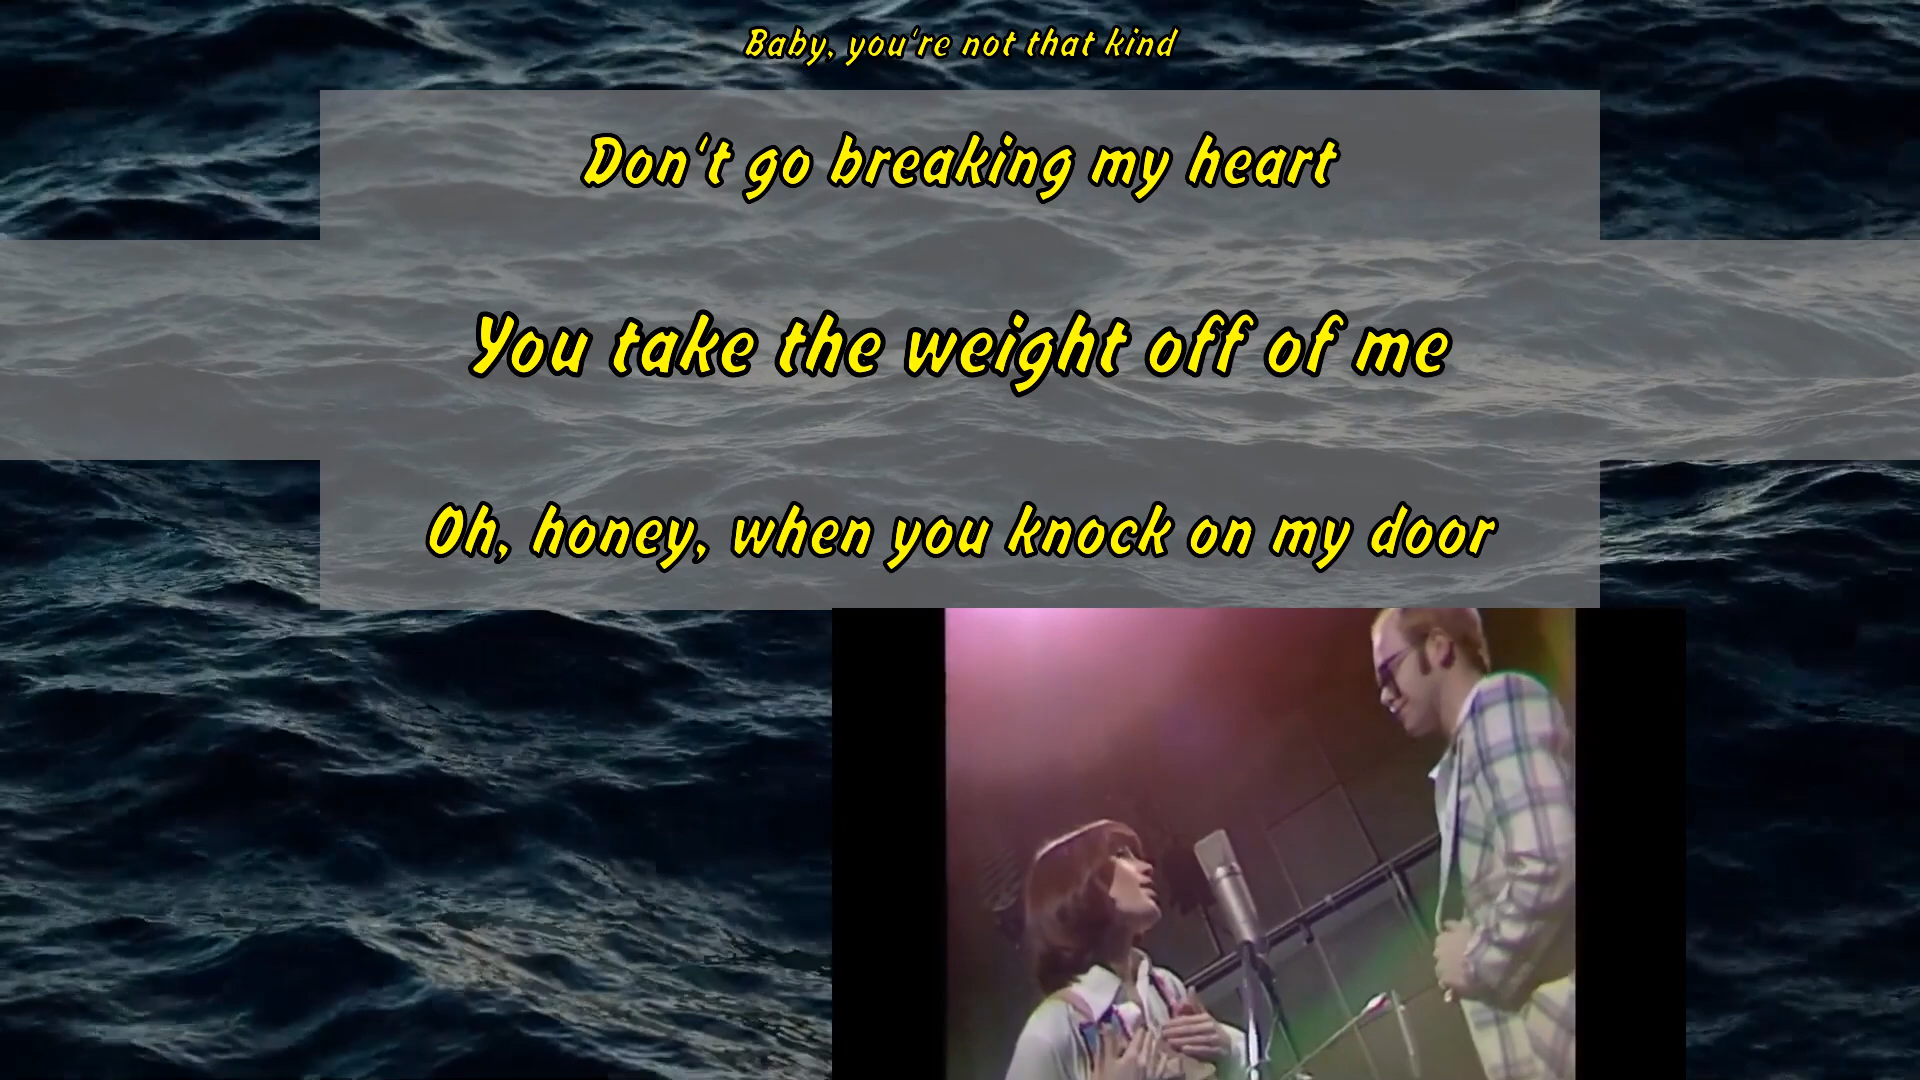 Baby, you're not that kind
Don't go breaking my heart
You take the weight off of me
Oh, honey, when you knock on my door